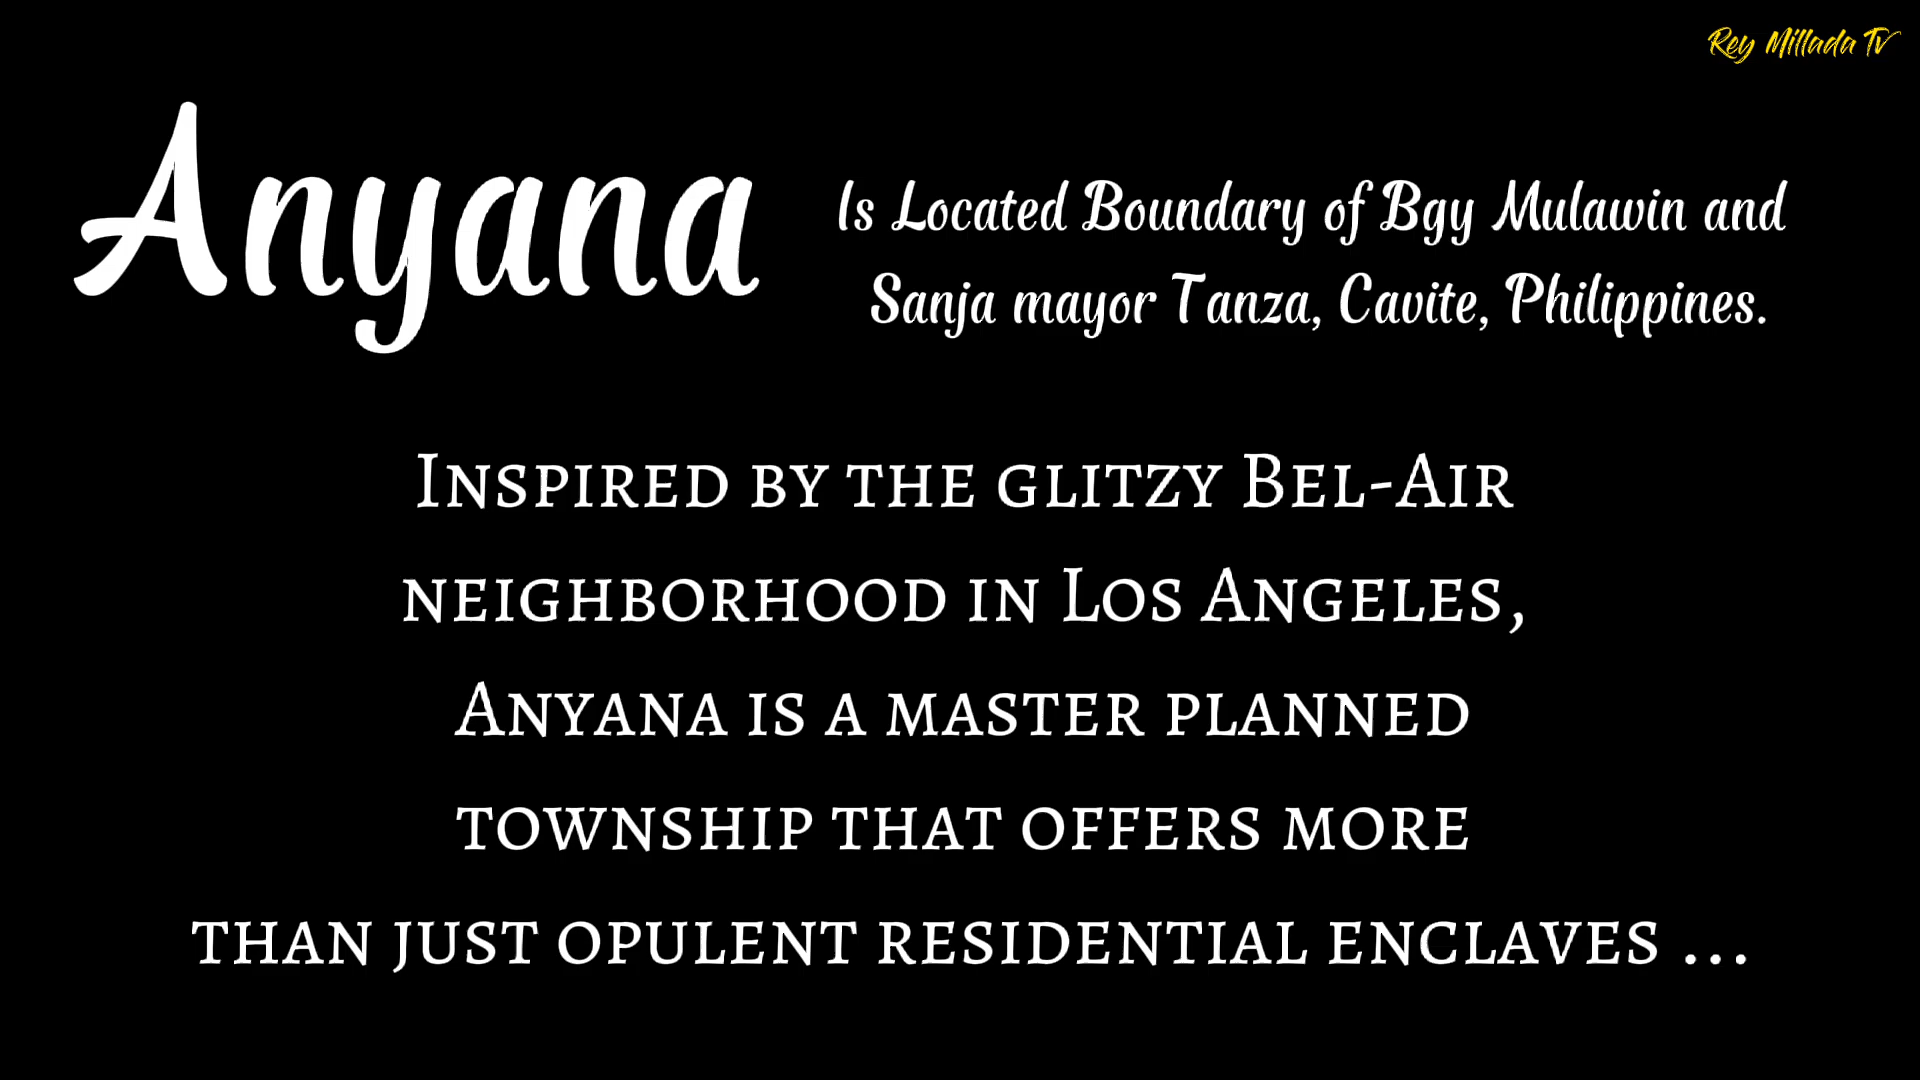 Rey Millada Tv
Anyana
Is Located Boundary of Bgy Mulawin and
Sanja mayor Tanza, Cavite, Philippines.
Inspired by the glitzy Bel-Air
neighborhood in Los Angeles,
Anyana is a master planned
township that offers more
than just opulent residential enclaves ...